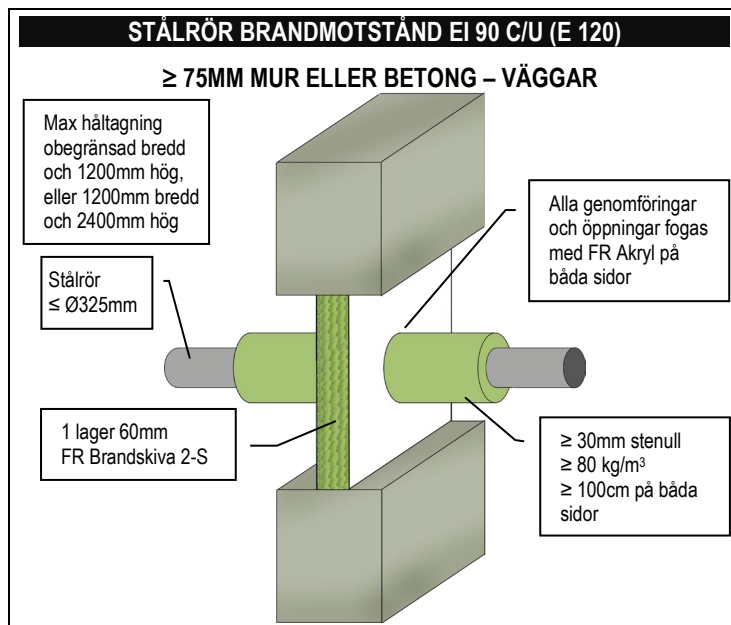 STÅLRÖR BRANDMOTSTÅND EI 90 C/U (E 120)
≥ 75MM MUR ELLER BETONG – VÄGGAR
Max håltagning
obegränsad bredd
och 1200mm hög,
eller 1200mm bredd
och 2400mm hög
Alla genomföringar
och öppningar fogas
med FR Akryl på
båda sidor
Stålrör
≤ Ø325mm
1 lager 60mm
FR Brandskiva 2-S
≥ 30mm stenull
≥ 80 kg/m³
≥ 100cm på båda
sidor